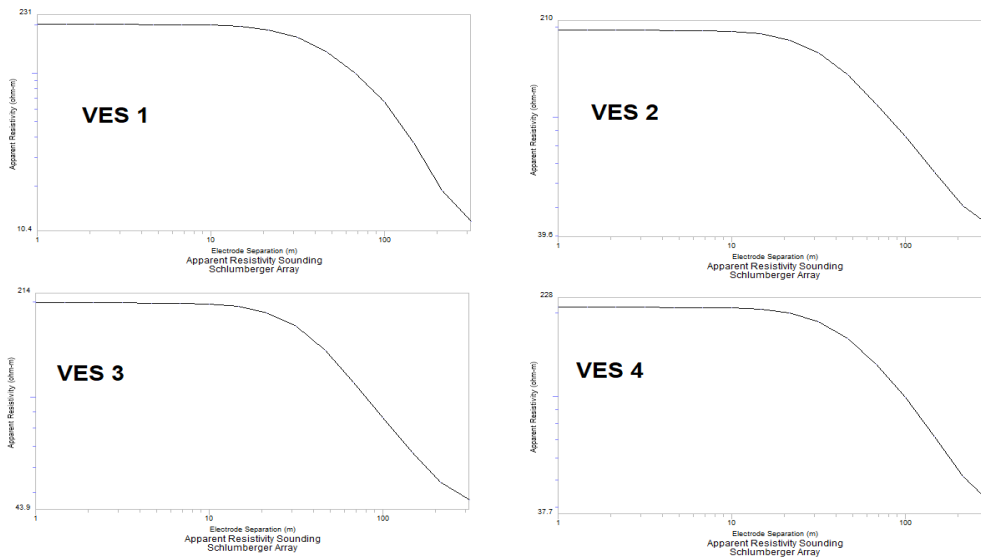 231
Apparent Resistivity (ohm-m)
VES 1
10.4
1
10
100
Electrode Separation (m)
Apparent Resistivity Sounding
Schlumberger Array
210
Apparent Resistivity (ohm-m)
VES 2
39.6
1
10
100
Electrode Separation (m)
Apparent Resistivity Sounding
Schlumberger Array
214
Apparent Resistivity (ohm-m)
VES 3
43.9
1
10
100
Electrode Separation (m)
Apparent Resistivity Sounding
Schlumberger Array
228
Apparent Resistivity (ohm-m)
VES 4
37.7
1
10
100
Electrode Separation (m)
Apparent Resistivity Sounding
Schlumberger Array